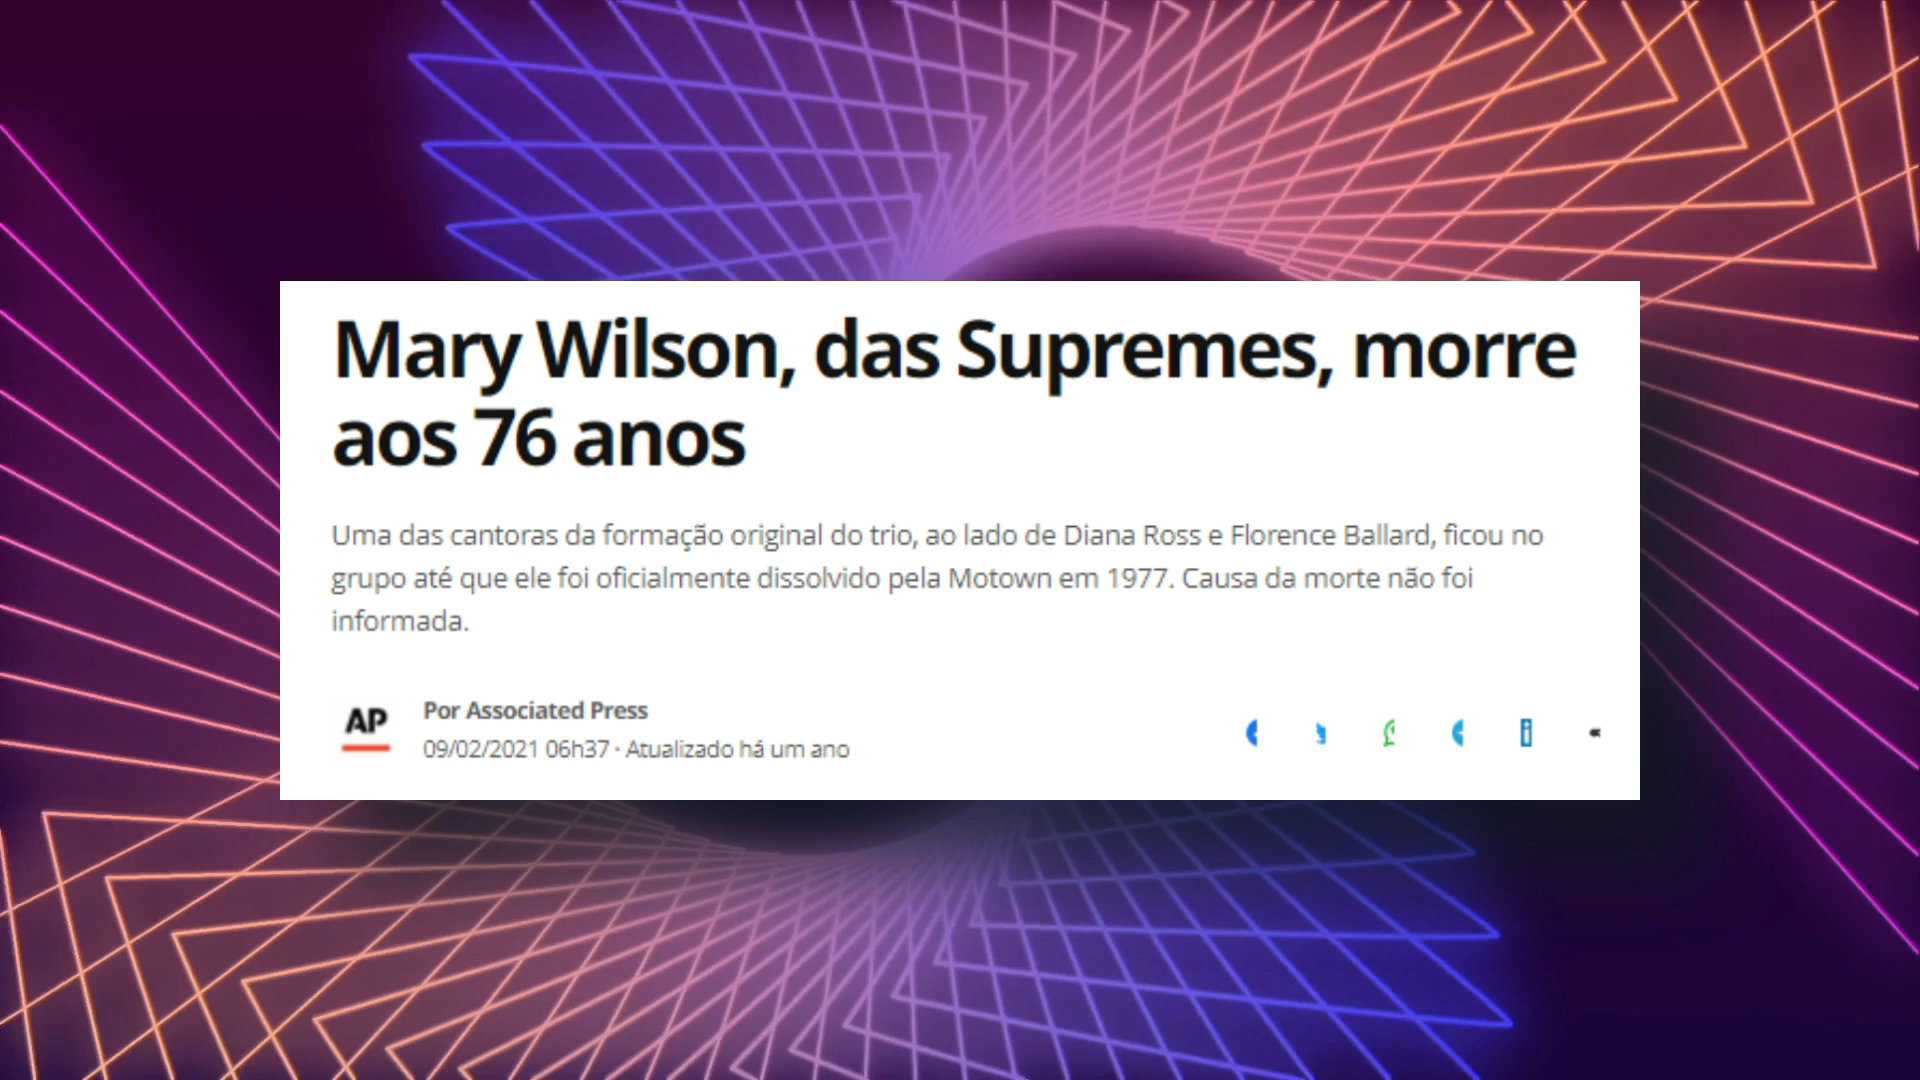 Mary Wilson, das Supremes, morre
aos 76 anos
Uma das cantoras da formação original do trio, ao lado de Diana Ross e Florence Ballard, ficou no
grupo até que ele foi oficialmente dissolvido pela Motown em 1977. Causa da morte não foi
informada.
AP
Por Associated Press
09/02/2021 06h37 · Atualizado há um ano